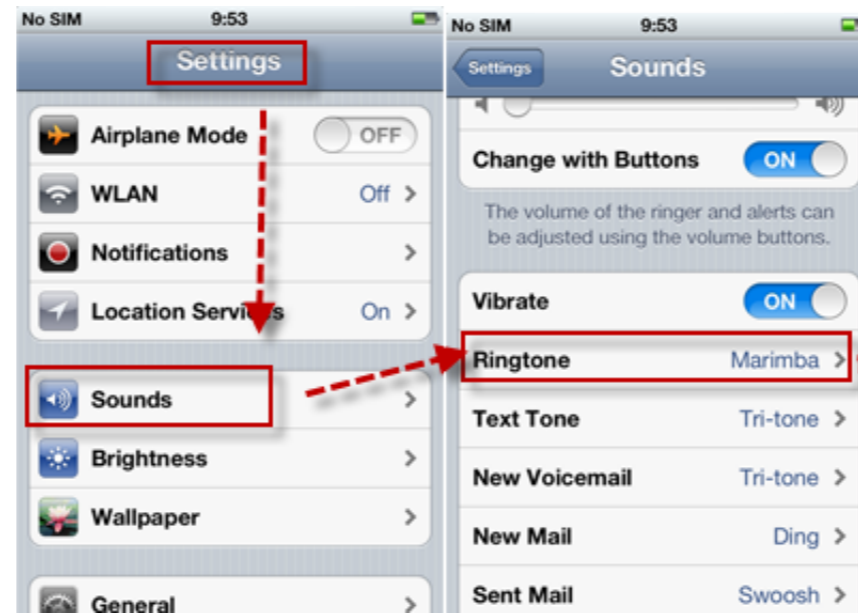 No SIM 9:53
Settings
Airplane Mode OFF
WLAN Off
Notifications
Location Services On
Sounds
Brightness
Wallpaper
General
No SIM 9:53
Settings Sounds
Change with Buttons ON
The volume of the ringer and alerts can
be adjusted using the volume buttons.
Vibrate ON
Ringtone Marimba
Text Tone Tri-tone
New Voicemail Tri-tone
New Mail Ding
Sent Mail Swoosh